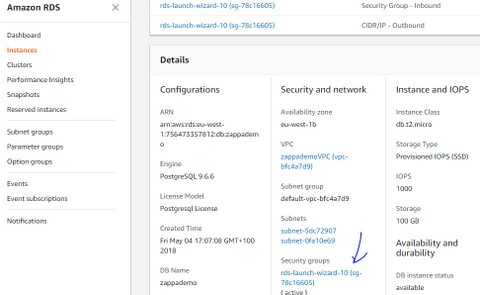 Amazon RDS
Dashboard
Instances
Clusters
Performance Insights
Snapshots
Reserved instances
Subnet groups
Parameter groups
Option groups
Events
Event subscriptions
Notifications
rds-launch-wizard-10 (sg-78c16605)
Security Group - Inbound
rds-launch-wizard-10 (sg-78c16605)
CIDR/IP - Outbound
Details
Configurations
ARN
arn:aws:rds:eu-west-
1:756473357812:db:zappadem
o
Engine
PostgreSQL 9.6.6
License Model
Postgresql License
Created Time
Fri May 04 17:07:08 GMT+100
2018
DB Name
zappademo
Security and network
Availability zone
eu-west-1b
VPC
zappademoVPC (vpc-
bfc4a7d9)
Subnet group
default-vpc-bfc4a7d9
Subnets
subnet-5dc72907
subnet-0fa10e69
Security groups
rds-launch-wizard-10 (sg-
78c16605)
( active )
Instance and IOPS
Instance Class
db.t2.micro
Storage Type
Provisioned IOPS (SSD)
IOPS
1000
Storage
100 GB
Availability and
durability
DB instance status
available